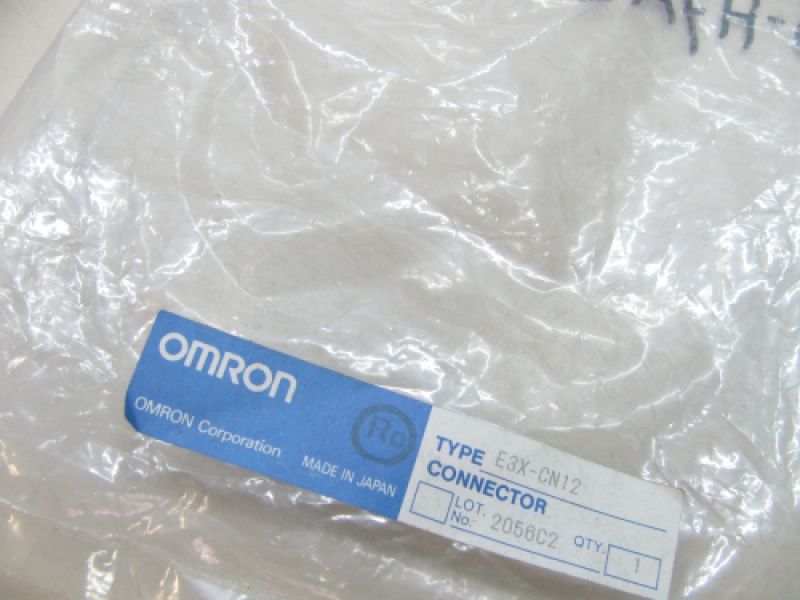 OMRON
OMRON Corporation
MADE IN JAPAN
Ro
TYPE E3X-CN12
CONNECTOR
LOT. No. 2056C2
QTY. 1